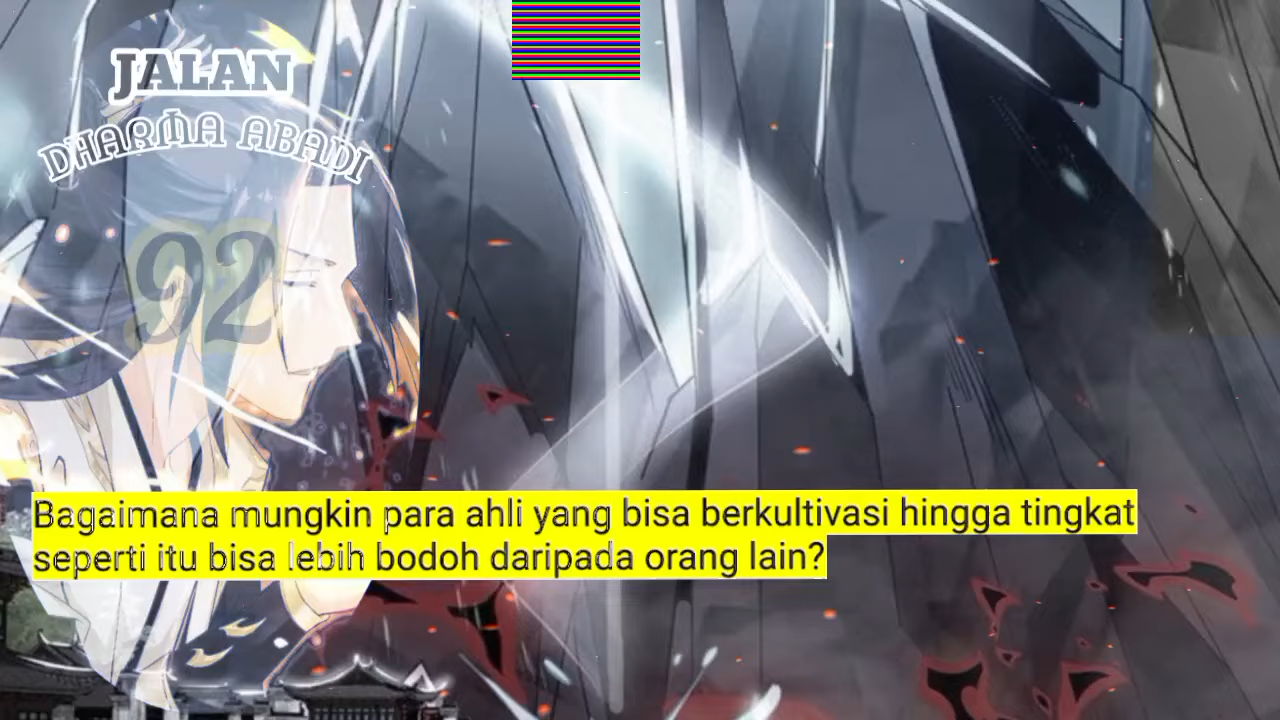 JALAN
DHARMA ABADI
92
Bagaimana mungkin para ahli yang bisa berkultivasi hingga tingkat
seperti itu bisa lebih bodoh daripada orang lain?